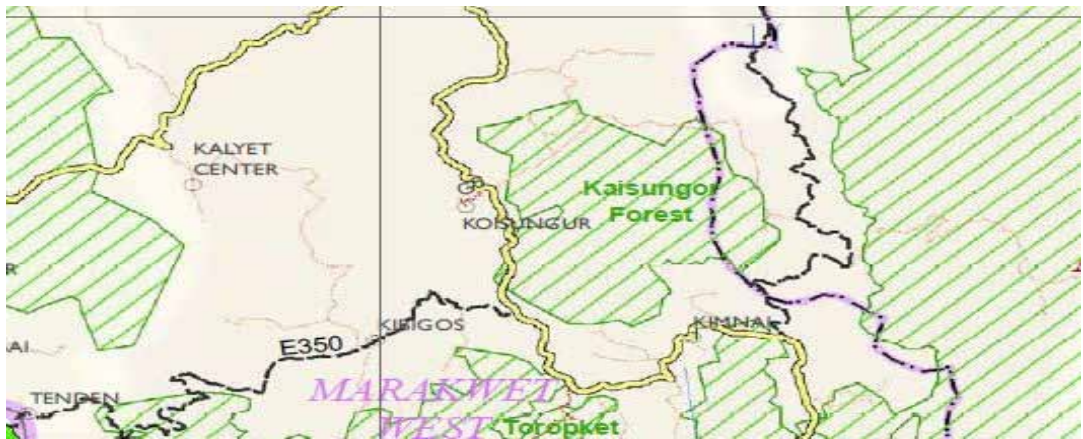 KALYET
CENTER
Kaisungor
Forest
KOISUNGUR
KIBIGOS
KIMNAI
E350
TENDEN
MARAKWET
WEST
Toropket